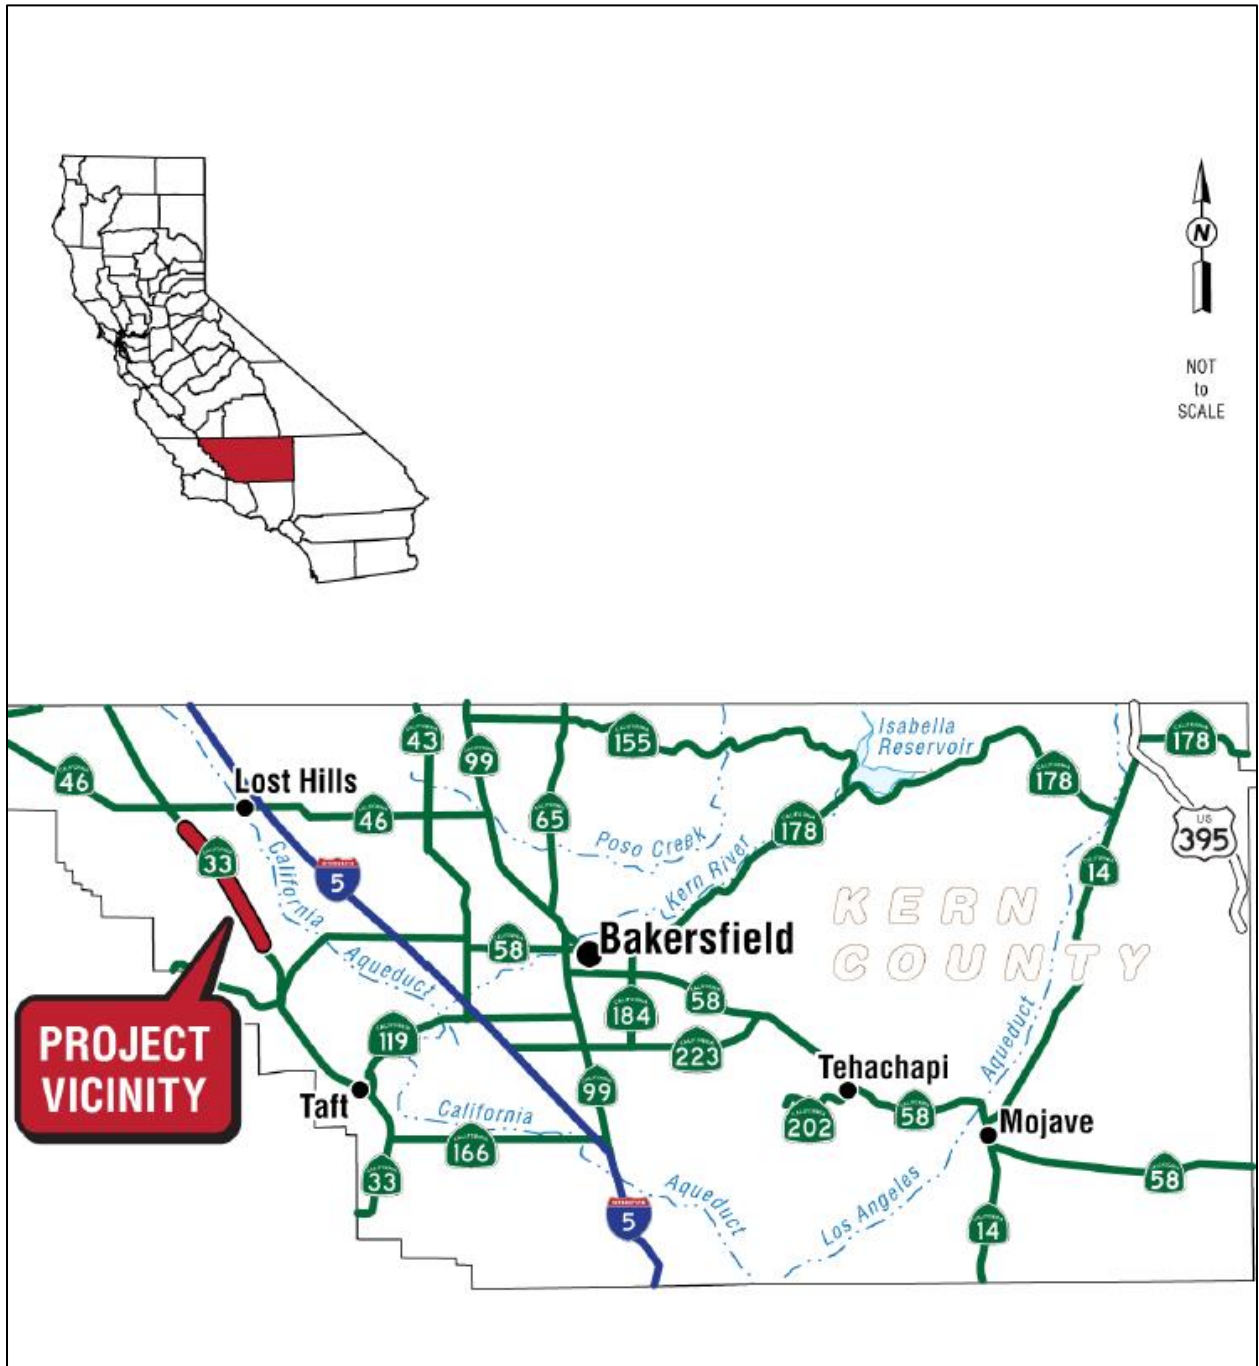 N
NOT
to
SCALE
43
99
155
Isabella
Reservoir
178
46
Lost Hills
178
US
395
46
65
178
Poso Creek
33
California
5
Kern River
14
KERN
COUNTY
58
Bakersfield
Aqueduct
58
184
PROJECT
VICINITY
119
223
Aqueduct
Tehachapi
Taft
99
California
202
58
Mojave
166
33
58
Aqueduct
Los Angeles
5
14